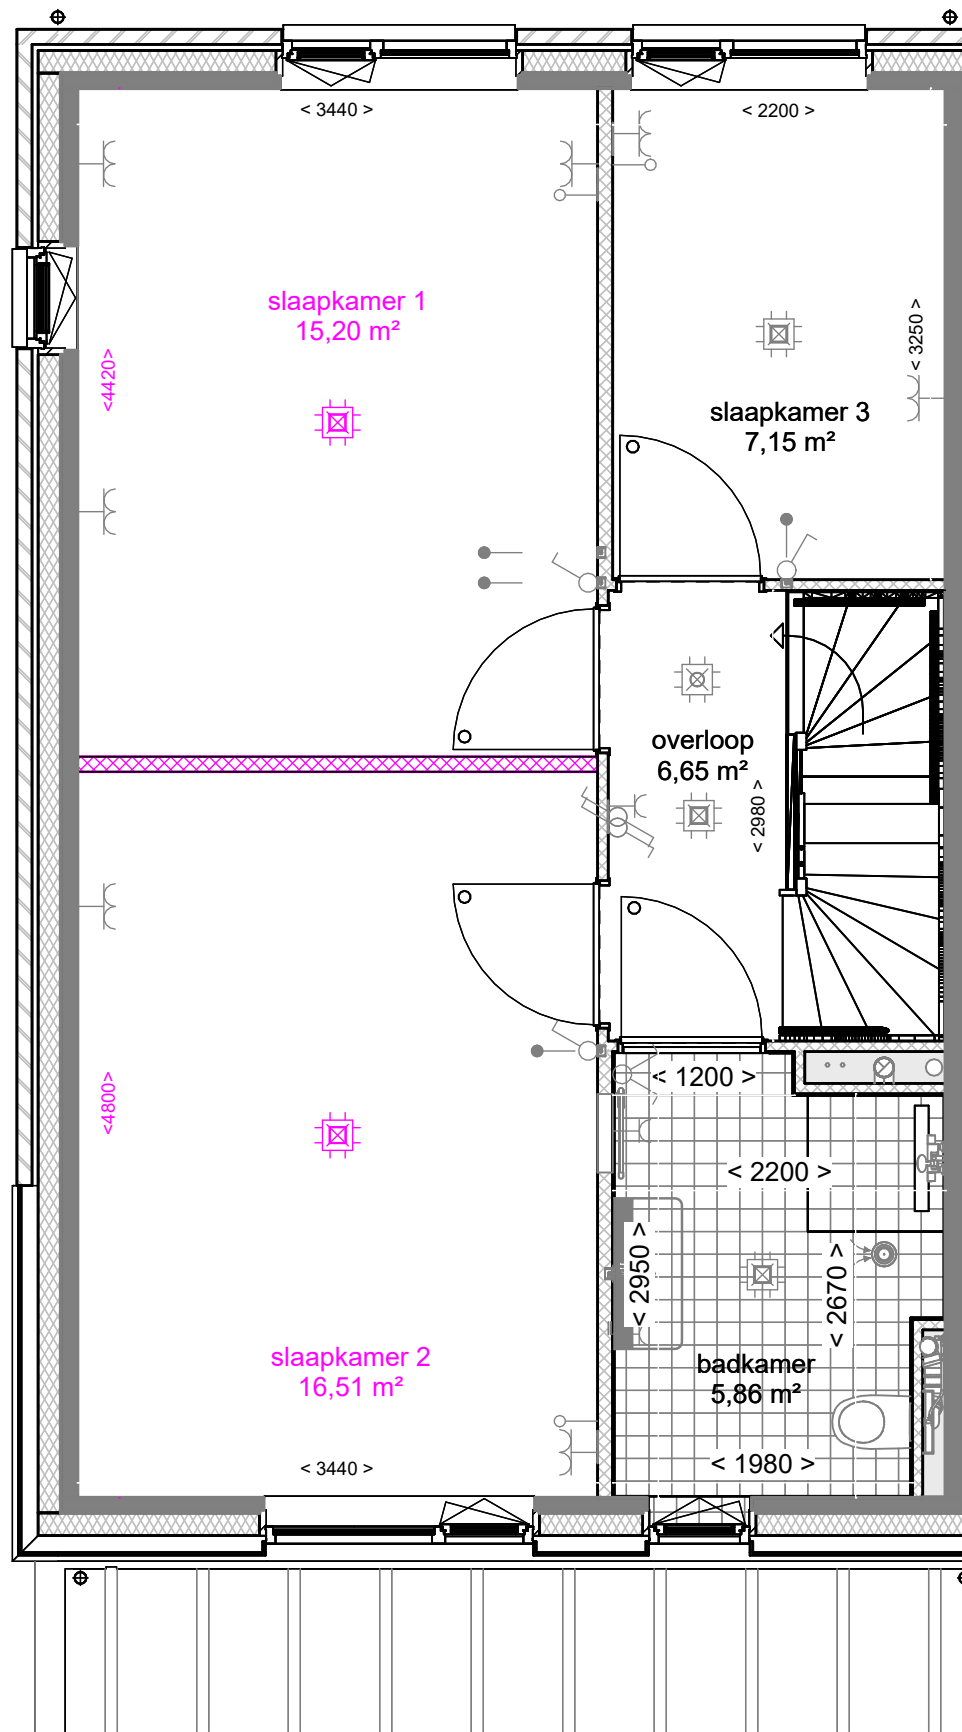 < 3440 >
< 2200 >
slaapkamer 1
15,20 m²
< 3250 >
<4420>
slaapkamer 3
7,15 m²
overloop
6,65 m²
< 2980 >
< 1200 >
<4800>
< 2200 >
< 2950 >
< 2670 >
slaapkamer 2
16,51 m²
badkamer
5,86 m²
< 3440 >
< 1980 >